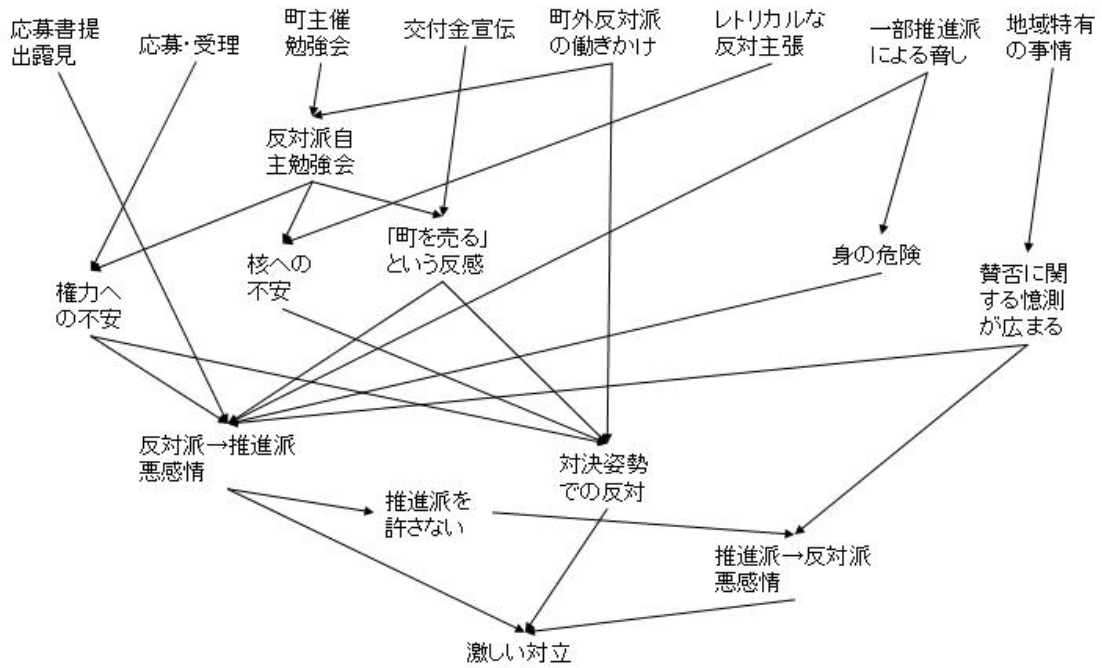 応募書提
出露見
応募・受理
町主催
勉強会
交付金宣伝
町外反対派
の働きかけ
レトリカルな
反対主張
一部推進派
による脅し
地域特有
の事情
反対派自
主勉強会
「町を売る」
という反感
核への
不安
身の危険
権力へ
の不安
賛否に関
する憶測
が広まる
反対派→推進派
悪感情
対決姿勢
での反対
推進派を
許さない
推進派→反対派
悪感情
激しい対立